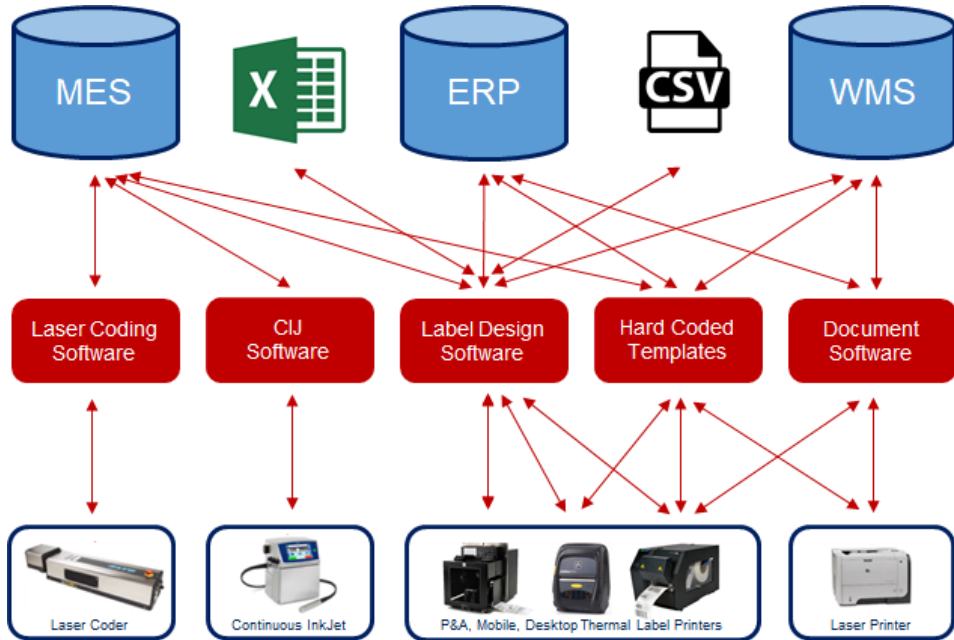 MES
X
ERP
CSV
WMS
Laser Coding
Software
CIJ
Software
Label Design
Software
Hard Coded
Templates
Document
Software
Laser Coder
Continuous InkJet
P&A, Mobile, Desktop Thermal Label Printers
Laser Printer